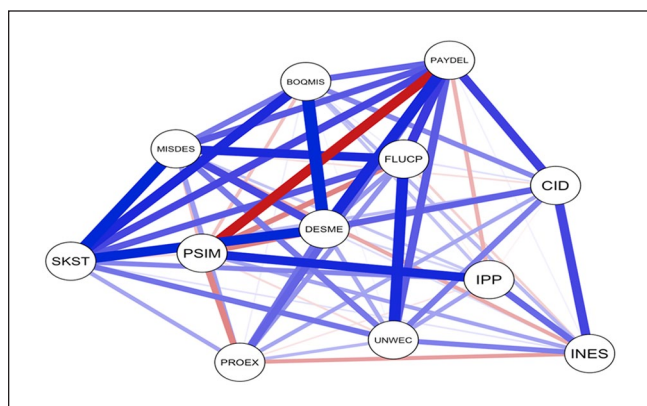 PAYDEL
BOQMIS
MISDES
FLUCP
CID
DESME
PSIM
SKST
IPP
UNWEC
INES
PROEX